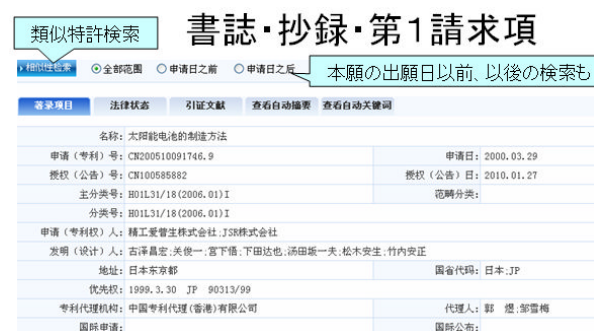 類似特許検索
書誌･抄録･第1請求項
相似性检索 全部范围 申请日之前 申请日之后
本願の出願日以前、以後の検索も
著录项目 法律状态 引证文献 查看自动摘要 查看自动关键词
名称: 太阳能电池的制造方法
申请（专利）号: CN200510091746.9 申请日: 2000.03.29
授权（公告）号: CN100585882 授权（公告）日: 2010.01.27
主分类号: H01L31/18(2006.01)I 范畴分类:
分类号: H01L31/18(2006.01)I
申请（专利权）人: 精工爱普生株式会社;JSR株式会社
发明（设计）人: 古泽昌宏;关俊一;宫下悟;下田达也;汤田坂一夫;松木安生;竹内安正
地址: 日本东京都 国省代码: 日本;JP
优先权: 1999.3.30 JP 90313/99
专利代理机构: 中国专利代理(香港)有限公司 代理人: 郭 煜;邹雪梅
国际申请: 国际公布: